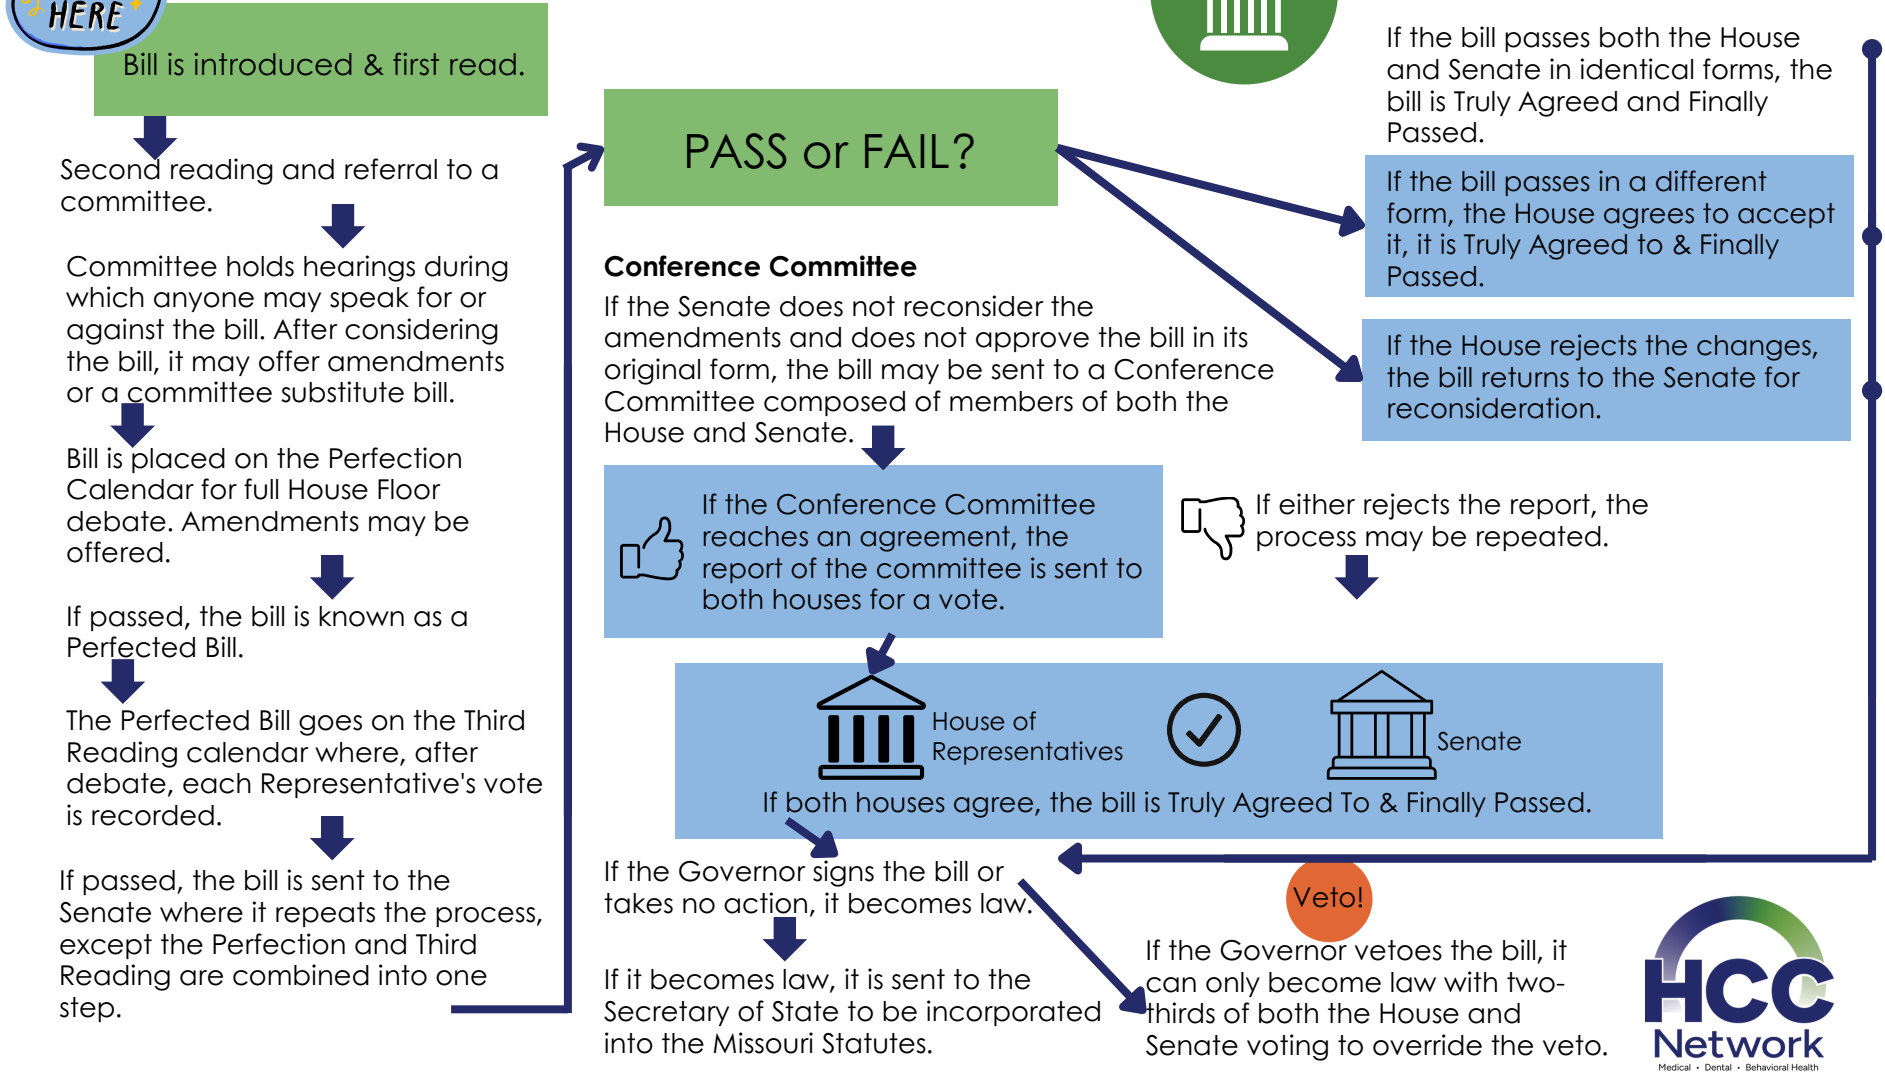 HERE
Bill is introduced & first read.
Second reading and referral to a
committee.
Committee holds hearings during
which anyone may speak for or
against the bill. After considering
the bill, it may offer amendments
or a committee substitute bill.
Bill is placed on the Perfection
Calendar for full House Floor
debate. Amendments may be
offered.
If passed, the bill is known as a
Perfected Bill.
The Perfected Bill goes on the Third
Reading calendar where, after
debate, each Representative's vote
is recorded.
If passed, the bill is sent to the
Senate where it repeats the process,
except the Perfection and Third
Reading are combined into one
step.
PASS or FAIL?
If the bill passes both the House
and Senate in identical forms, the
bill is Truly Agreed and Finally
Passed.
If the bill passes in a different
form, the House agrees to accept
it, it is Truly Agreed to & Finally
Passed.
If the House rejects the changes,
the bill returns to the Senate for
reconsideration.
Conference Committee
If the Senate does not reconsider the
amendments and does not approve the bill in its
original form, the bill may be sent to a Conference
Committee composed of members of both the
House and Senate.
If the Conference Committee
reaches an agreement, the
report of the committee is sent to
both houses for a vote.
If either rejects the report, the
process may be repeated.
House of
Representatives
Senate
If both houses agree, the bill is Truly Agreed To & Finally Passed.
If the Governor signs the bill or
takes no action, it becomes law.
If it becomes law, it is sent to the
Secretary of State to be incorporated
into the Missouri Statutes.
Veto!
If the Governor vetoes the bill, it
can only become law with two-
thirds of both the House and
Senate voting to override the veto.
HCC
Network
Medical • Dental • Behavioral Health